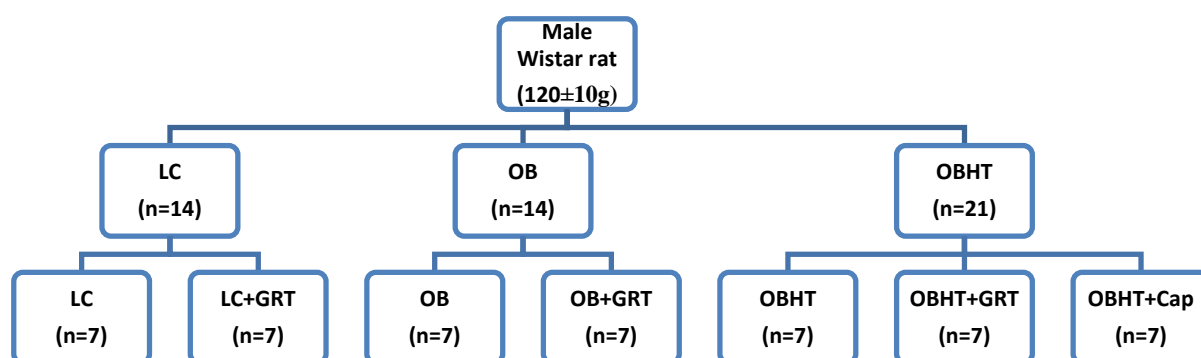 Male
Wistar rat
(120±10g)
LC
(n=14)
OB
(n=14)
OBHT
(n=21)
LC
(n=7)
LC+GRT
(n=7)
OB
(n=7)
OB+GRT
(n=7)
OBHT
(n=7)
OBHT+GRT
(n=7)
OBHT+Cap
(n=7)